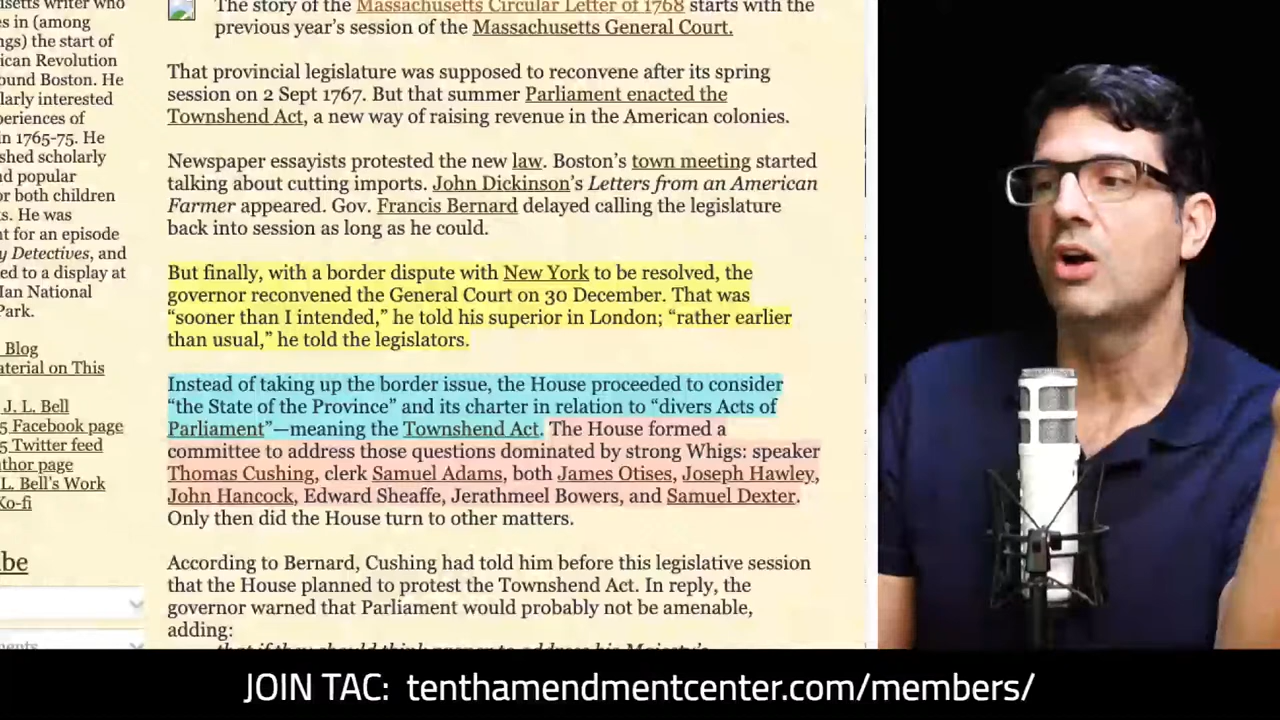 setts writer who
es in (among
ngs) the start of
ican Revolution
ound Boston. He
larly interested
periences of
in 1765-75. He
shed scholarly
nd popular
or both children
s. He was
nt for an episode
y Detectives, and
ed to a display at
Man National
Park.
Blog
aterial on This
J. L. Bell
5 Facebook page
5 Twitter feed
uthor page
L. Bell's Work
Ko-fi
be
The story of the Massachusetts Circular Letter of 1768 starts with the
previous year's session of the Massachusetts General Court.
That provincial legislature was supposed to reconvene after its spring
session on 2 Sept 1767. But that summer Parliament enacted the
Townshend Act, a new way of raising revenue in the American colonies.
Newspaper essayists protested the new law. Boston's town meeting started
talking about cutting imports. John Dickinson's Letters from an American
Farmer appeared. Gov. Francis Bernard delayed calling the legislature
back into session as long as he could.
But finally, with a border dispute with New York to be resolved, the
governor reconvened the General Court on 30 December. That was
“sooner than I intended,” he told his superior in London; “rather earlier
than usual,” he told the legislators.
Instead of taking up the border issue, the House proceeded to consider
“the State of the Province” and its charter in relation to “divers Acts of
Parliament”—meaning the Townshend Act. The House formed a
committee to address those questions dominated by strong Whigs: speaker
Thomas Cushing, clerk Samuel Adams, both James Otises, Joseph Hawley,
John Hancock, Edward Sheaffe, Jerathmeel Bowers, and Samuel Dexter.
Only then did the House turn to other matters.
According to Bernard, Cushing had told him before this legislative session
that the House planned to protest the Townshend Act. In reply, the
governor warned that Parliament would probably not be amenable,
adding:
that if they should think proper to address his Majesty's
JOIN TAC: tenthamendmentcenter.com/members/